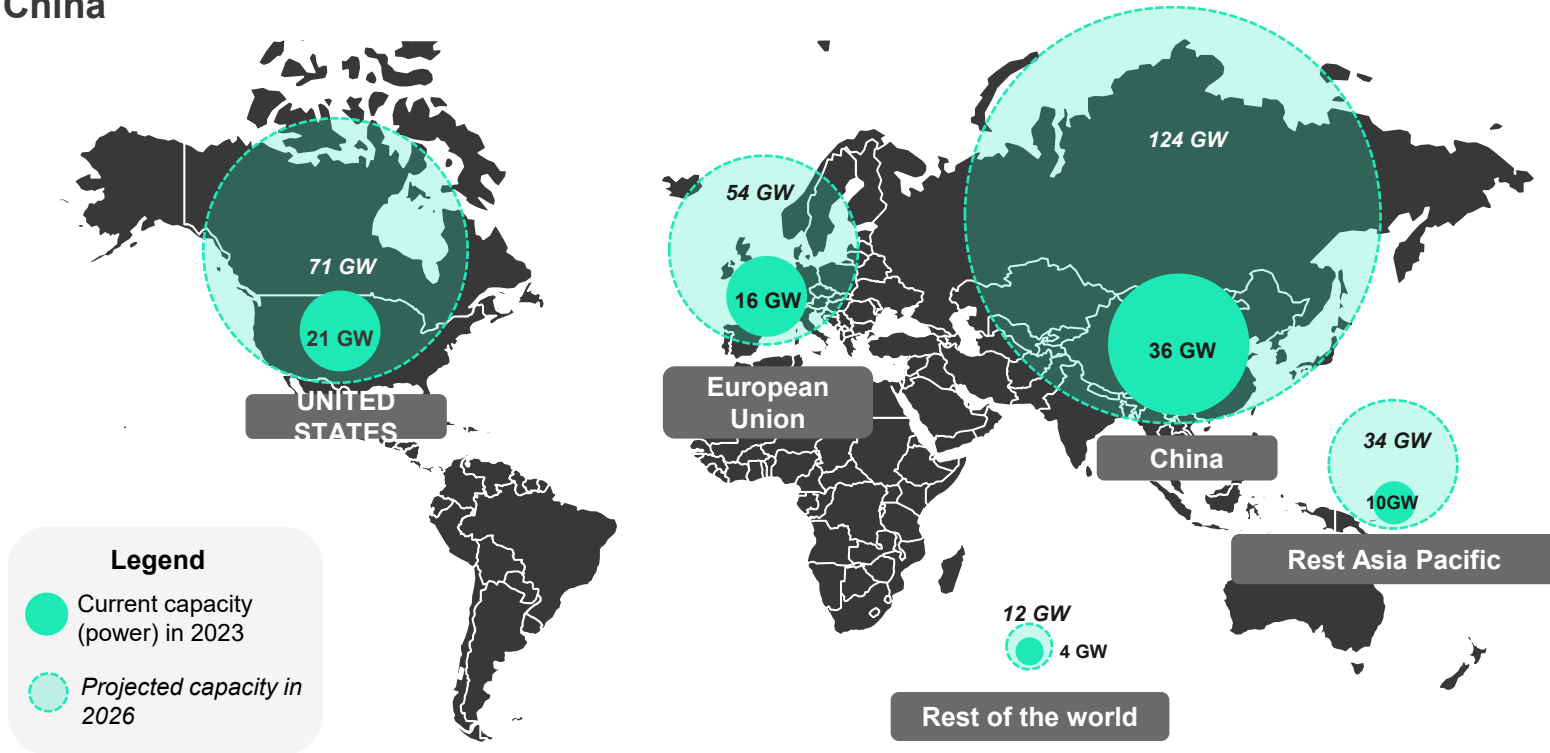 China
124 GW
54 GW
71 GW
16 GW
21 GW
36 GW
European
Union
UNITED
STATES
China
34 GW
10GW
Rest Asia Pacific
12 GW
4 GW
Rest of the world
Legend
Current capacity
(power) in 2023
Projected capacity in
2026